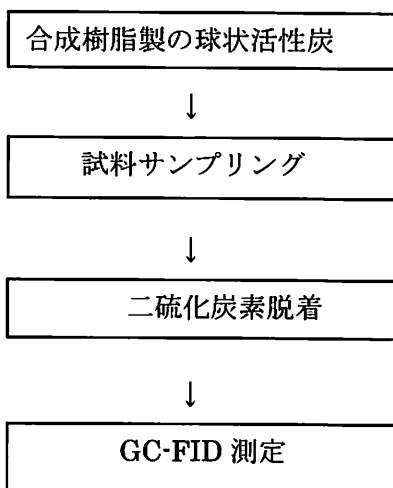 合成樹脂製の球状活性炭
↓
試料サンプリング
↓
二硫化炭素脱着
↓
GC-FID 測定